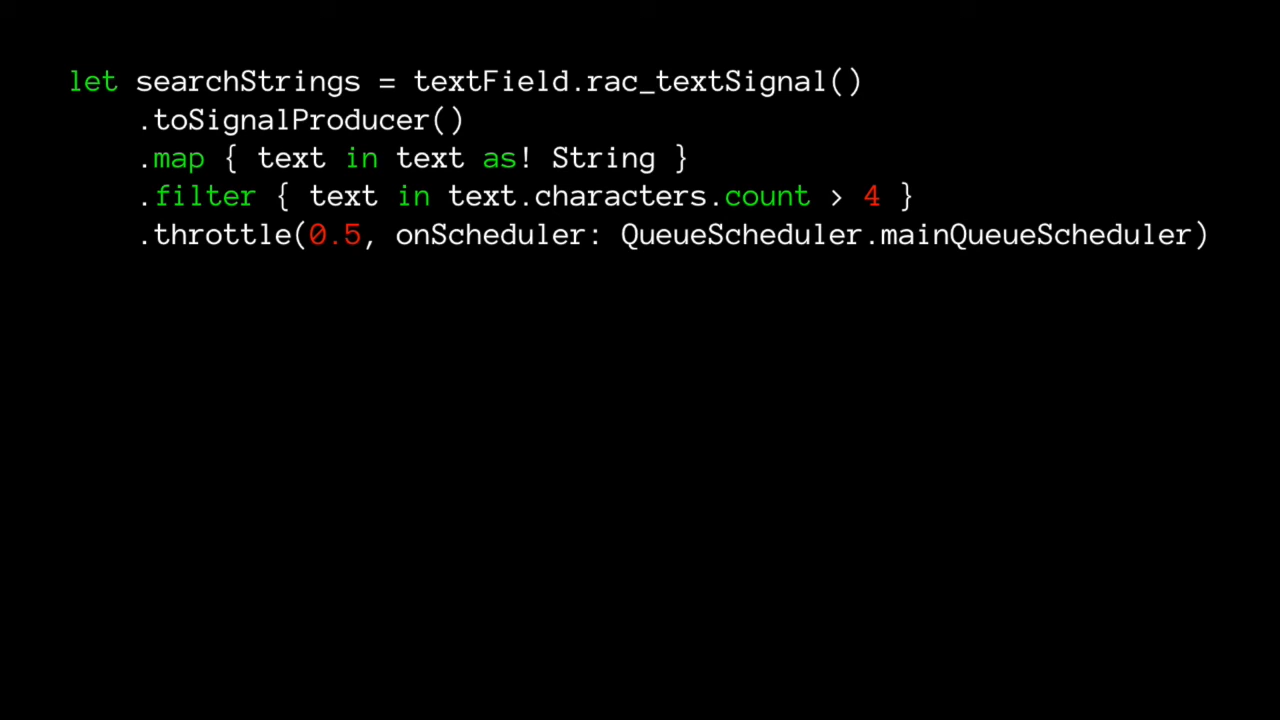 let searchStrings = textField.rac_textSignal()
.toSignalProducer()
.map { text in text as! String }
.filter { text in text.characters.count > 4 }
.throttle(0.5, onScheduler: QueueScheduler.mainQueueScheduler)